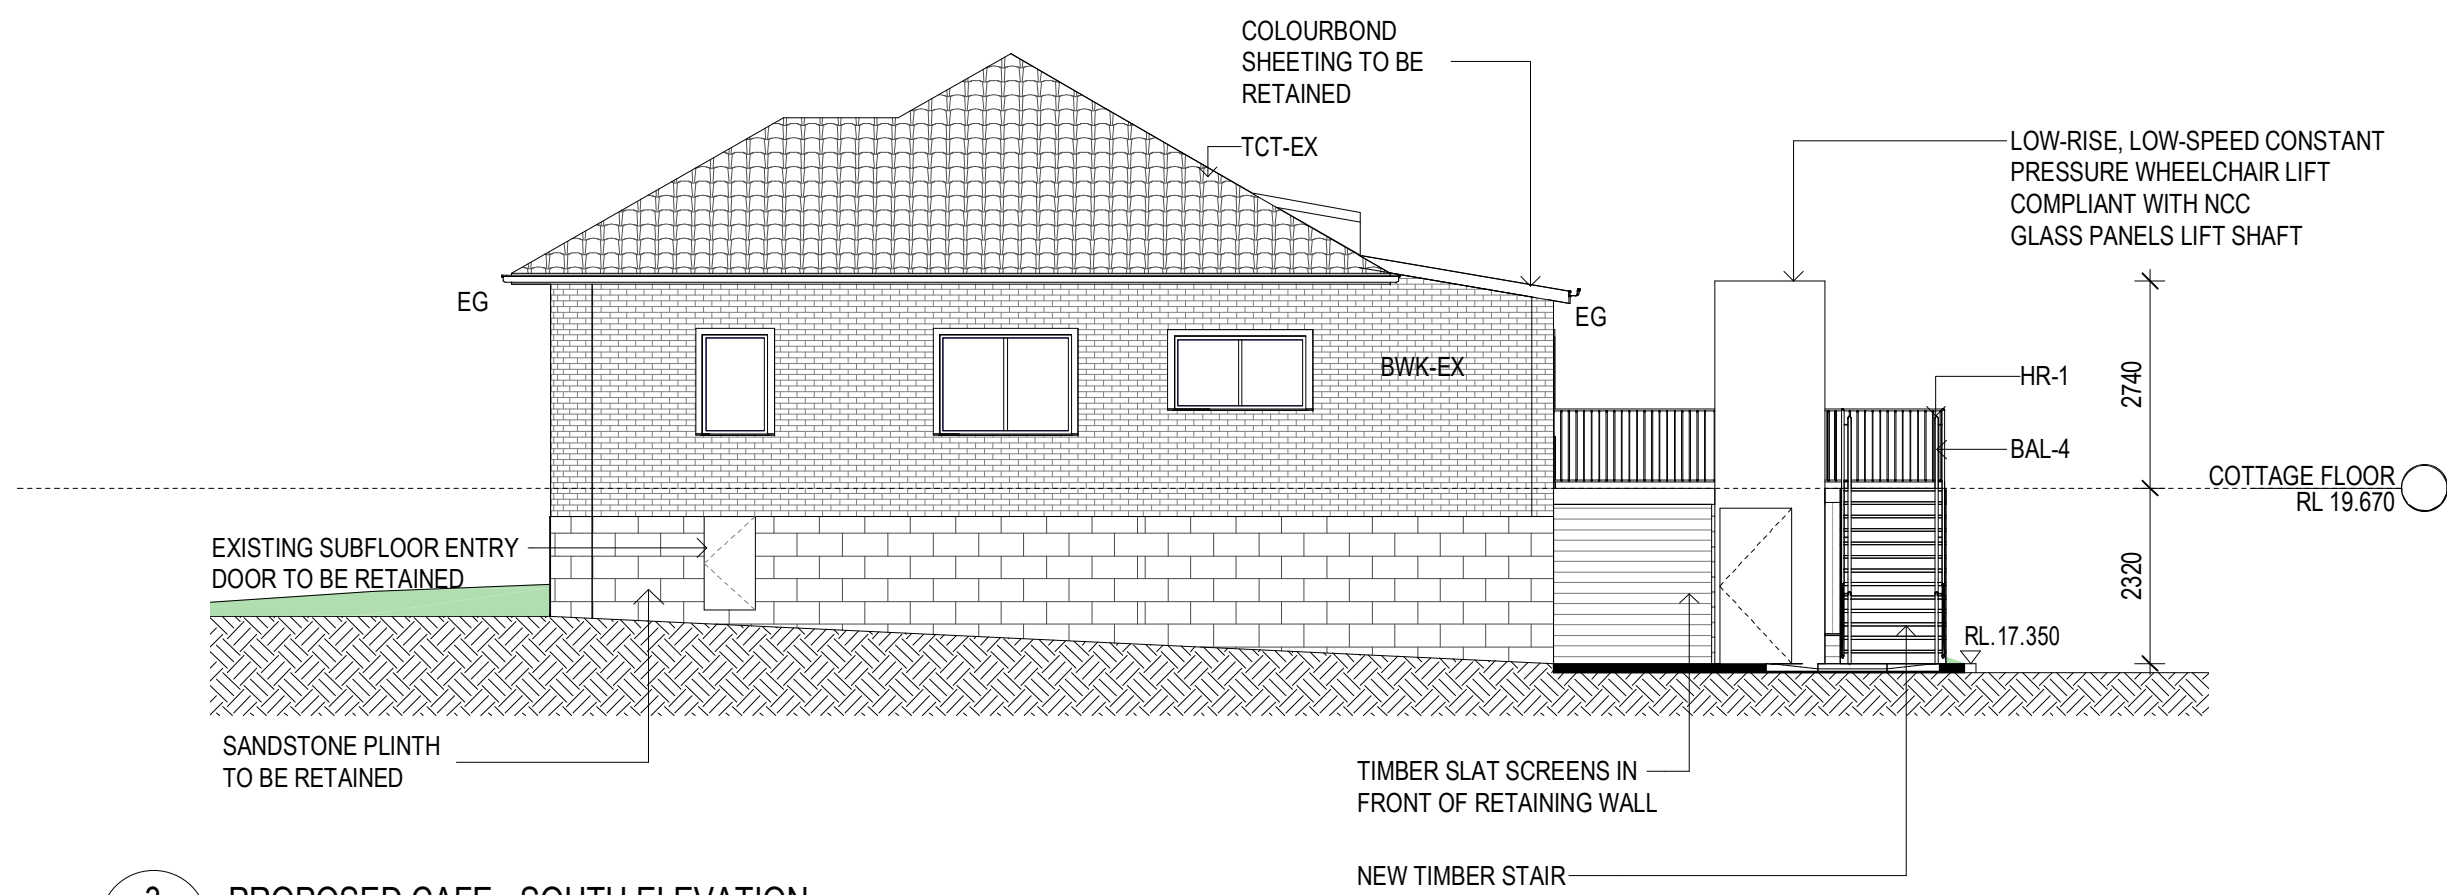 COLOURBOND
SHEETING TO BE
RETAINED
TCT-EX
LOW-RISE, LOW-SPEED CONSTANT
PRESSURE WHEELCHAIR LIFT
COMPLIANT WITH NCC
GLASS PANELS LIFT SHAFT
EG
EG
BWK-EX
HR-1
2740
BAL-4
COTTAGE FLOOR
RL 19.670
EXISTING SUBFLOOR ENTRY
DOOR TO BE RETAINED
2320
RL.17.350
SANDSTONE PLINTH
TO BE RETAINED
TIMBER SLAT SCREENS IN
FRONT OF RETAINING WALL
NEW TIMBER STAIR
PROPOSED CAFE - SOUTH ELEVATION